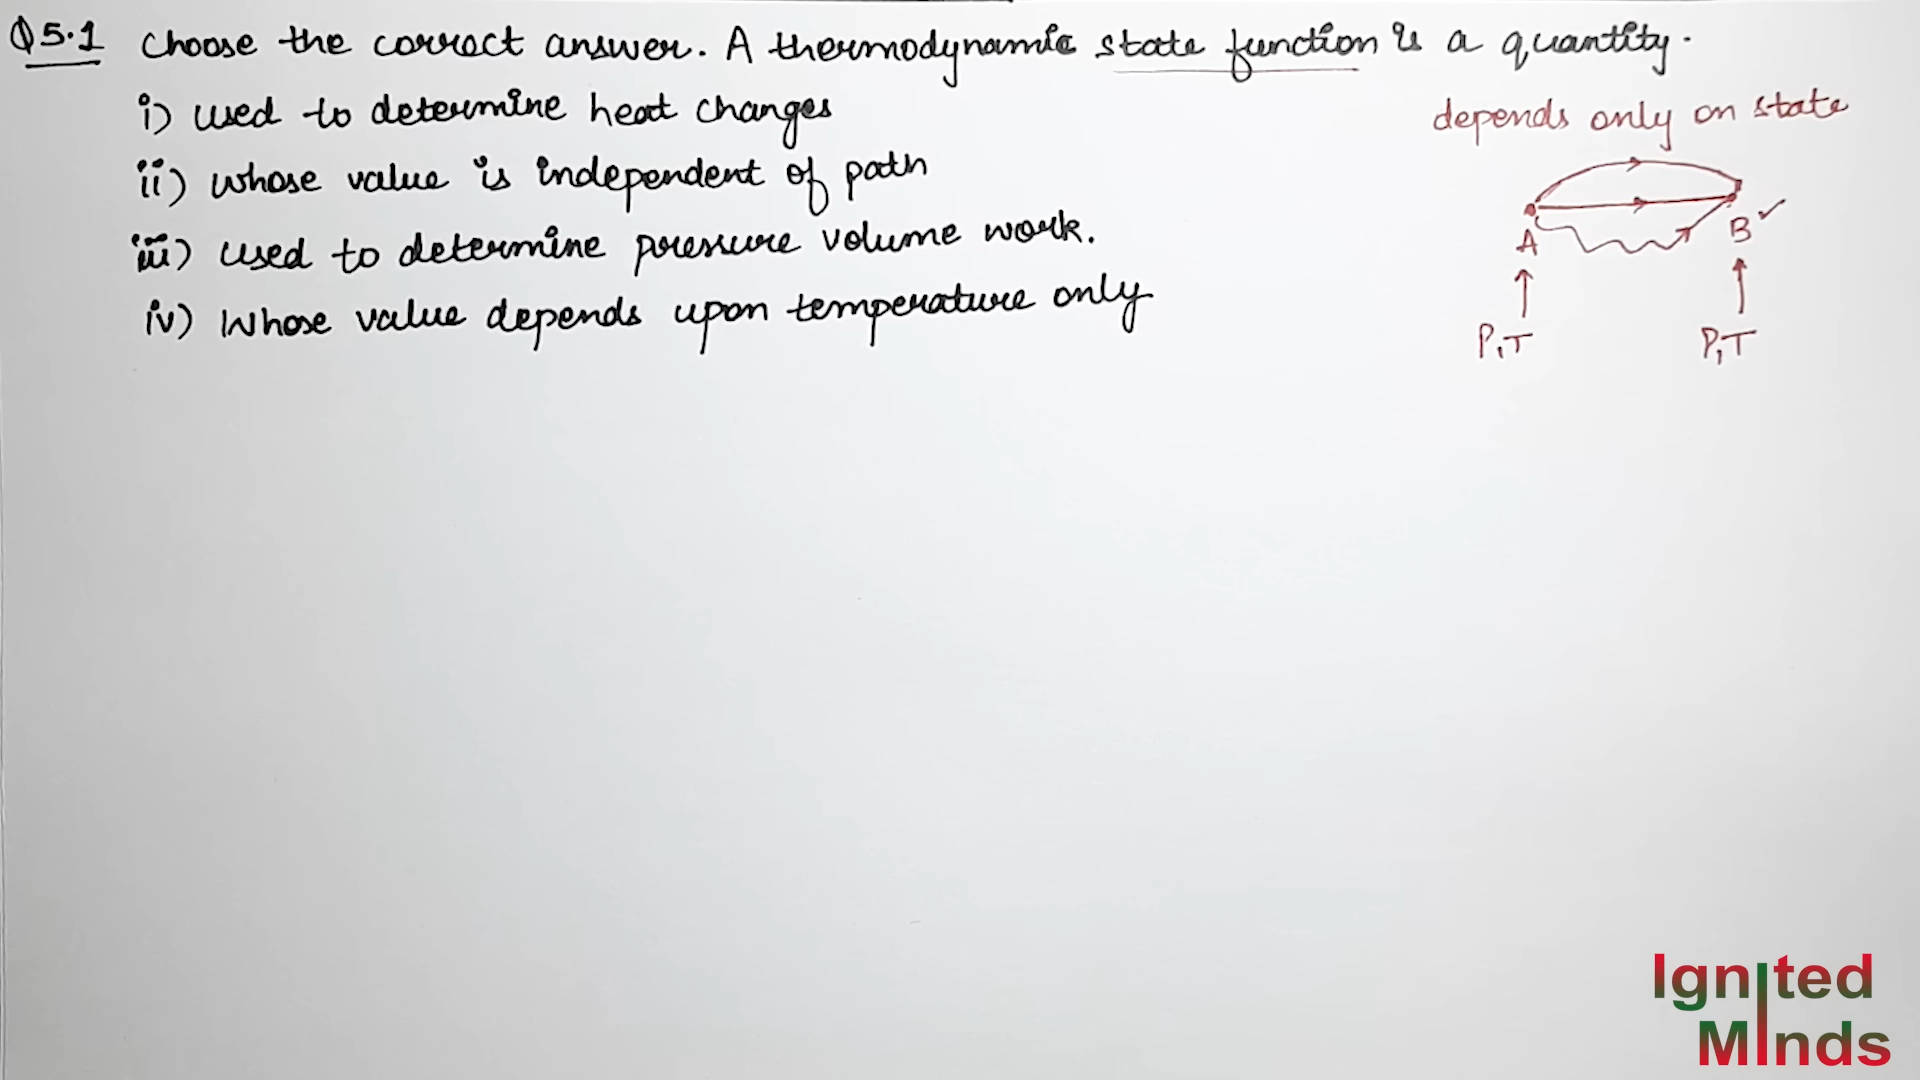 Q5.1 Choose the correct answer. A thermodynamic state function is a quantity.
i) used to determine heat changes
ii) whose value is independent of path
iii) used to determine pressure volume work.
iv) Whose value depends upon temperature only
depends only on state
A
B
P,T
P,T
Ignited
Minds